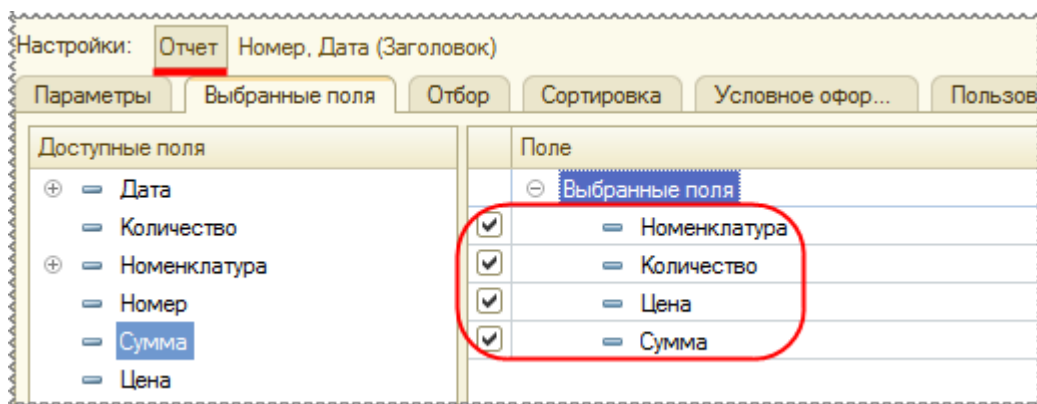 Настройки: Отчет Номер, Дата (Заголовок)
Параметры Выбранные поля Отбор Сортировка Условное офор... Пользов
Доступные поля Поле
Дата Выбранные поля
Количество Номенклатура
Номенклатура Количество
Номер Цена
Сумма Сумма
Цена